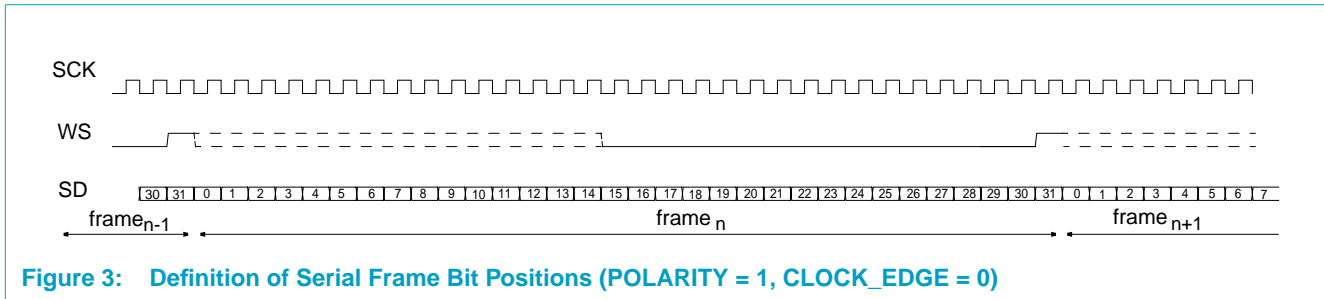 SCK
WS
SD
30 31 0 1 2 3 4 5 6 7 8 9 10 11 12 13 14 15 16 17 18 19 20 21 22 23 24 25 26 27 28 29 30 31 0 1 2 3 4 5 6 7
frame n-1 frame n frame n+1
Figure 3: Definition of Serial Frame Bit Positions (POLARITY = 1, CLOCK_EDGE = 0)